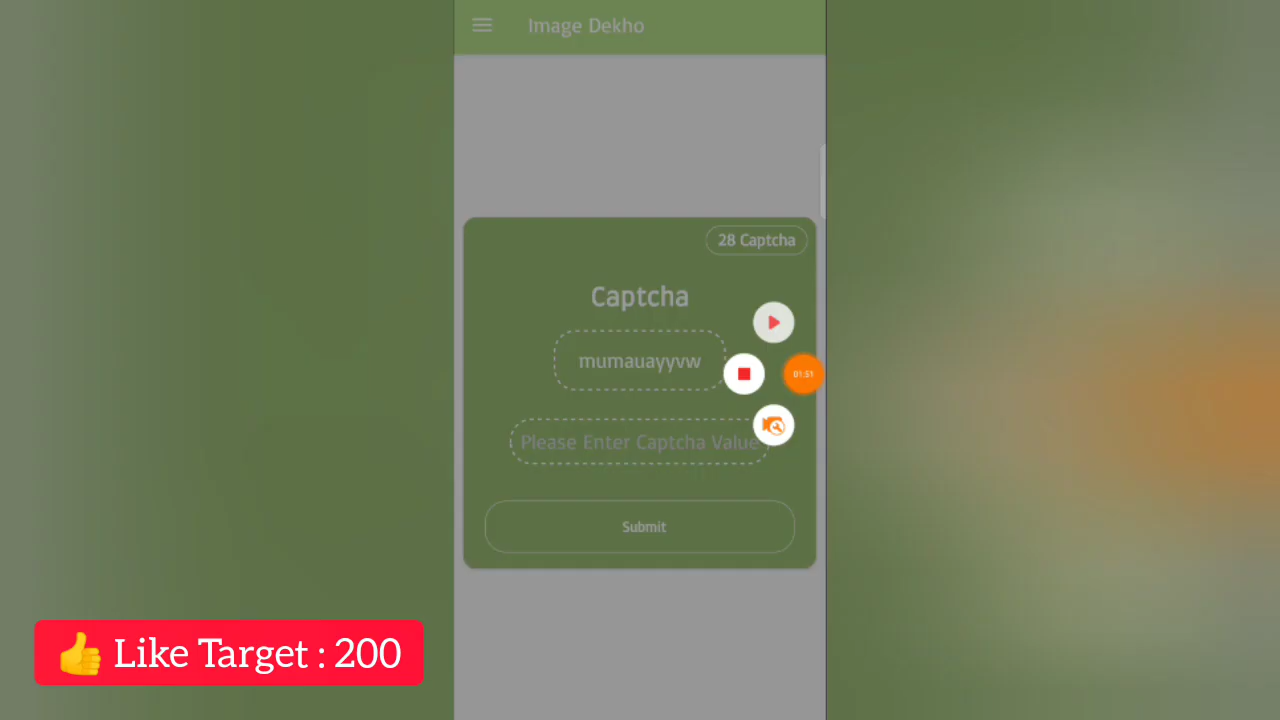 Image Dekho
28 Captcha
Captcha
mumauayyvw
01:51
Please Enter Captcha Value
Submit
👍 Like Target : 200